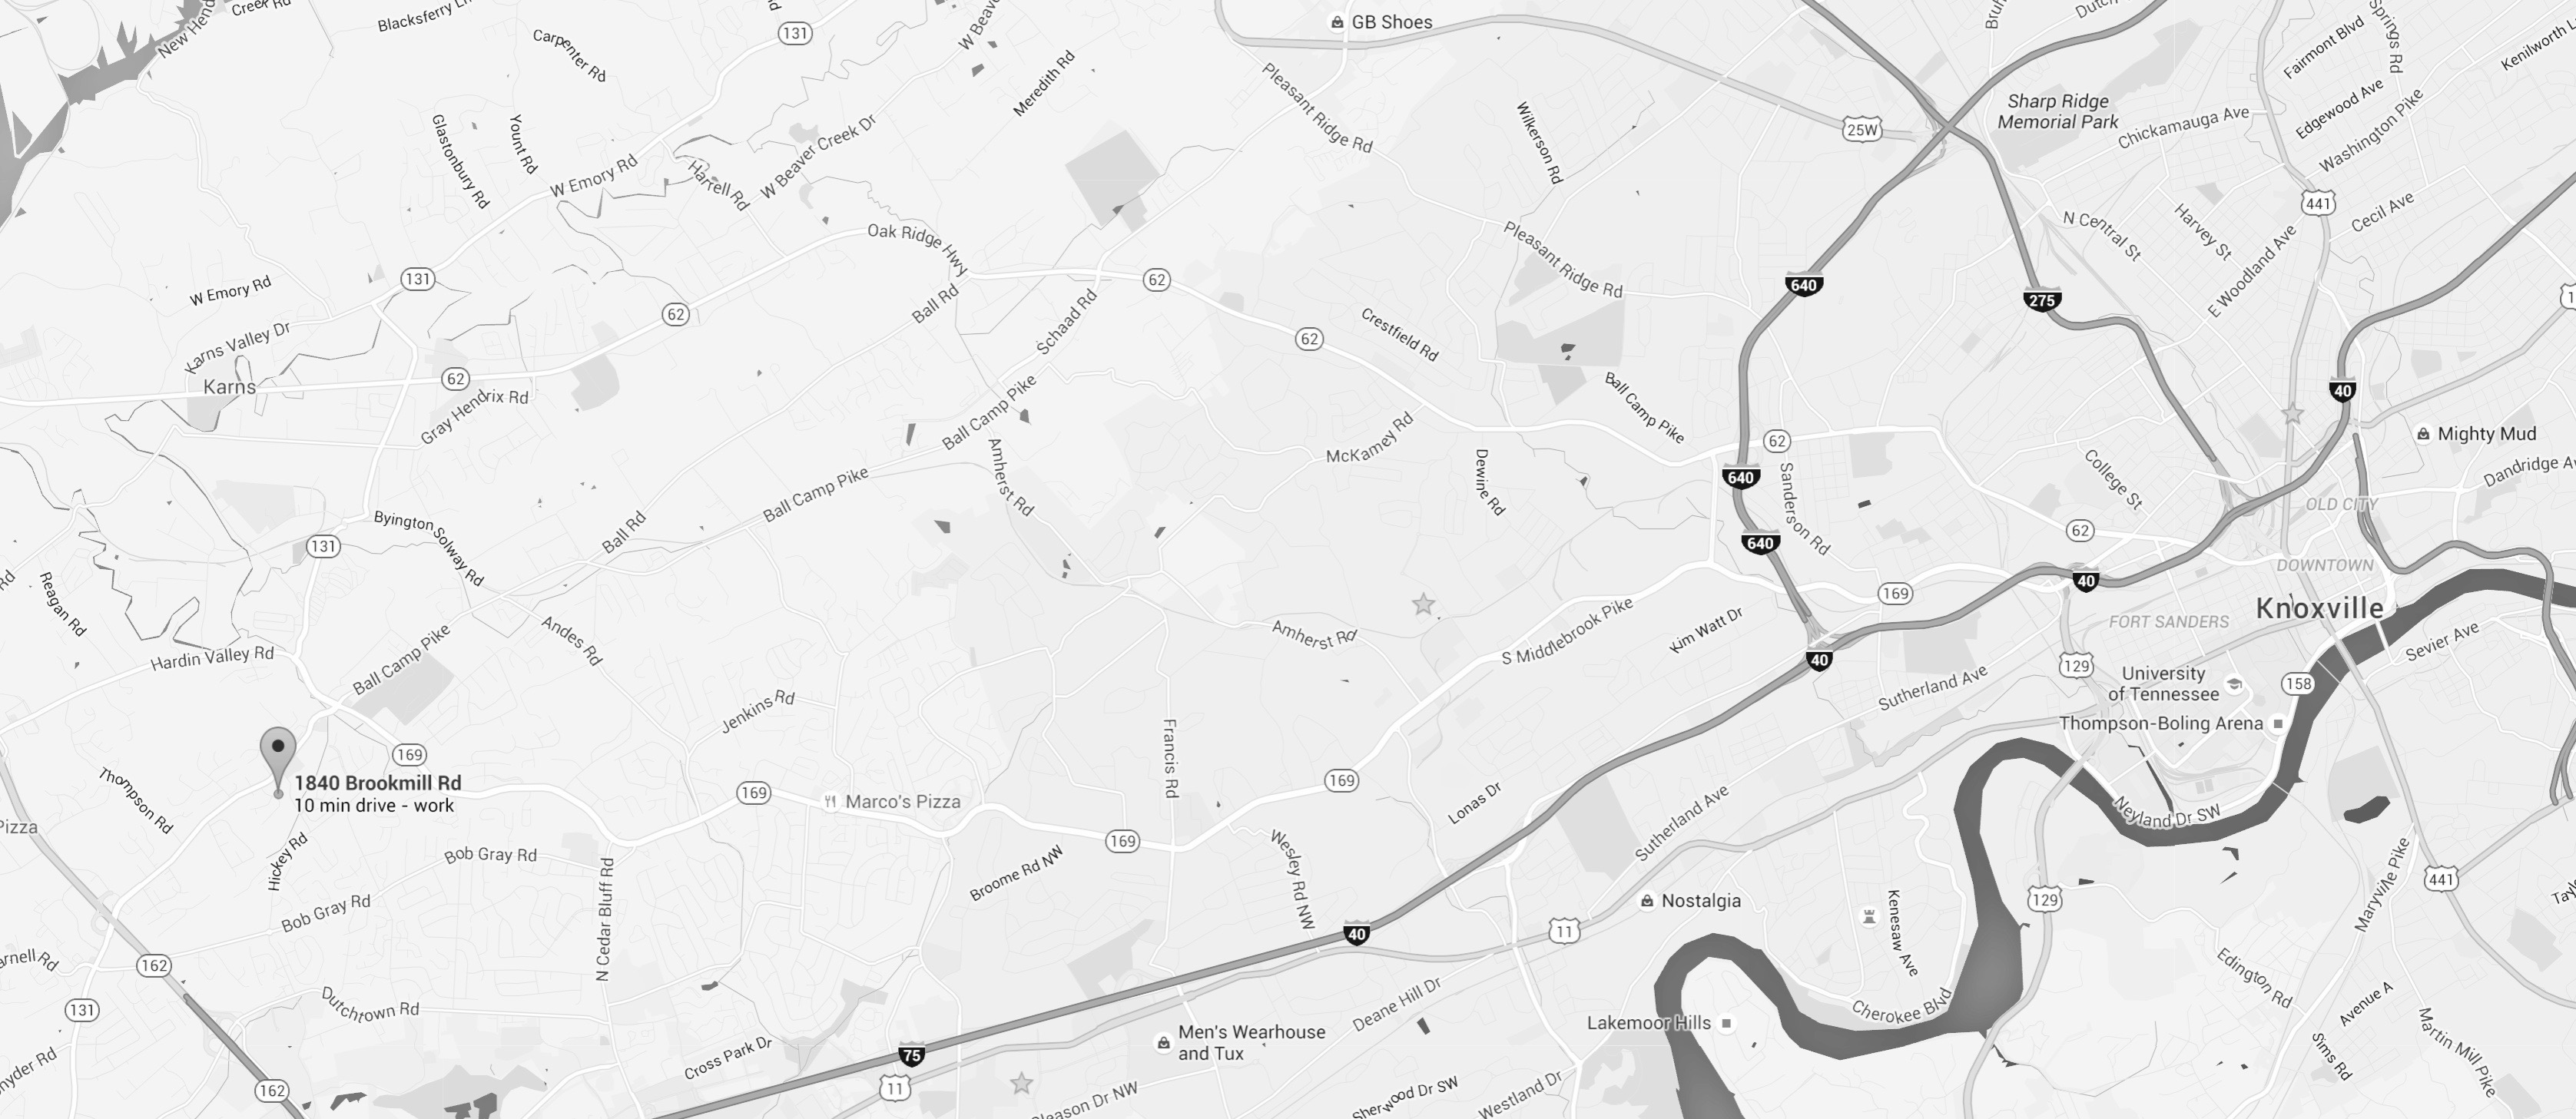 Creek Rd
Blacksferry Ln
New Hend
Carpenter Rd
131
W Beav
Meredith Rd
GB Shoes
Dutch
Springs Rd
Fairmont Blvd
Kenilworth L
Pleasant Ridge Rd
Wilkerson Rd
25W
Sharp Ridge
Memorial Park
Chickamauga Ave
Edgewood Ave
Washington Pike
Glastonbury Rd
Yount Rd
W Emory Rd
Harrell Rd
W Beaver Creek Dr
441
Cecil Ave
N Central St
Harvey St
E Woodland Ave
Oak Ridge Hwy
Pleasant Ridge Rd
131
W Emory Rd
62
Ball Rd
62
640
275
Karns Valley Dr
Schaad Rd
62
Crestfield Rd
Karns
62
Gray Hendrix Rd
Ball Camp Pike
Ball Camp Pike
40
McKamey Rd
62
Mighty Mud
Dandridge Av
Amherst Rd
Dewine Rd
640
Sanderson Rd
College St
OLD CITY
Ball Camp Pike
Byington Solway Rd
Ball Rd
131
640
62
DOWNTOWN
Rd
Reagan Rd
40
169
Knoxville
FORT SANDERS
Andes Rd
Amherst Rd
S Middlebrook Pike
Kim Watt Dr
Sevier Ave
Hardin Valley Rd
Ball Camp Pike
40
129
University
of Tennessee
158
Sutherland Ave
Thompson-Boling Arena
Jenkins Rd
Francis Rd
169
Thompson Rd
1840 Brookmill Rd
10 min drive - work
169
Marco's Pizza
169
Lonas Dr
Sutherland Ave
Neyland Dr SW
Pizza
169
Hickey Rd
Bob Gray Rd
N Cedar Bluff Rd
Broome Rd NW
Wesley Rd NW
441
Maryville Pike
Bob Gray Rd
Nostalgia
129
Kenesaw Ave
Tay
40
11
arnell Rd
162
Edington Rd
131
Dutchtown Rd
Deane Hill Dr
Cherokee Blvd
Avenue A
Lakemoor Hills
Men's Wearhouse
and Tux
Cross Park Dr
75
Sims Rd
Martin Mill Pike
nyder Rd
162
11
Gleason Dr NW
Sherwood Dr SW
Westland Dr